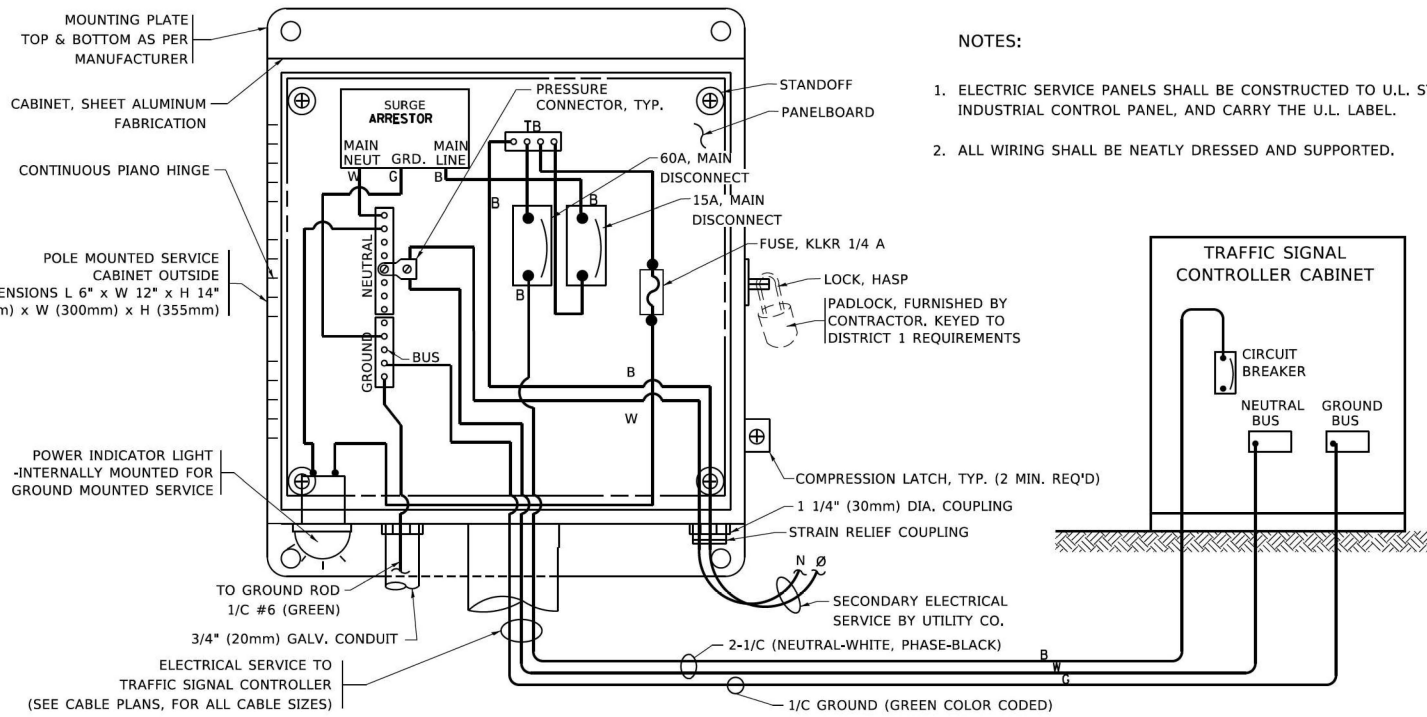 MOUNTING PLATE
TOP & BOTTOM AS PER
MANUFACTURER
CABINET, SHEET ALUMINUM
FABRICATION
CONTINUOUS PIANO HINGE
POLE MOUNTED SERVICE
CABINET OUTSIDE
ENSIONS L 6" x W 12" x H 14"
m) x W (300mm) x H (355mm)
POWER INDICATOR LIGHT
-INTERNALLY MOUNTED FOR
GROUND MOUNTED SERVICE
TO GROUND ROD
1/C #6 (GREEN)
3/4" (20mm) GALV. CONDUIT
ELECTRICAL SERVICE TO
TRAFFIC SIGNAL CONTROLLER
(SEE CABLE PLANS, FOR ALL CABLE SIZES)
SURGE
ARRESTOR
MAIN
NEUT
GRD.
MAIN
LINE
W
G
B
PRESSURE
CONNECTOR, TYP.
TB
60A, MAIN
DISCONNECT
15A, MAIN
DISCONNECT
B
B
B
NEUTRAL
GROUND
BUS
B
W
STANDOFF
PANELBOARD
FUSE, KLKR 1/4 A
LOCK, HASP
PADLOCK, FURNISHED BY
CONTRACTOR, KEYED TO
DISTRICT 1 REQUIREMENTS
COMPRESSION LATCH, TYP. (2 MIN. REQ'D)
1 1/4" (30mm) DIA. COUPLING
STRAIN RELIEF COUPLING
N Ø
SECONDARY ELECTRICAL
SERVICE BY UTILITY CO.
2-1/C (NEUTRAL-WHITE, PHASE-BLACK)
1/C GROUND (GREEN COLOR CODED)
B
W
G
NOTES:
1. ELECTRIC SERVICE PANELS SHALL BE CONSTRUCTED TO U.L.
INDUSTRIAL CONTROL PANEL, AND CARRY THE U.L. LABEL.
2. ALL WIRING SHALL BE NEATLY DRESSED AND SUPPORTED.
TRAFFIC SIGNAL
CONTROLLER CABINET
CIRCUIT
BREAKER
NEUTRAL
BUS
GROUND
BUS